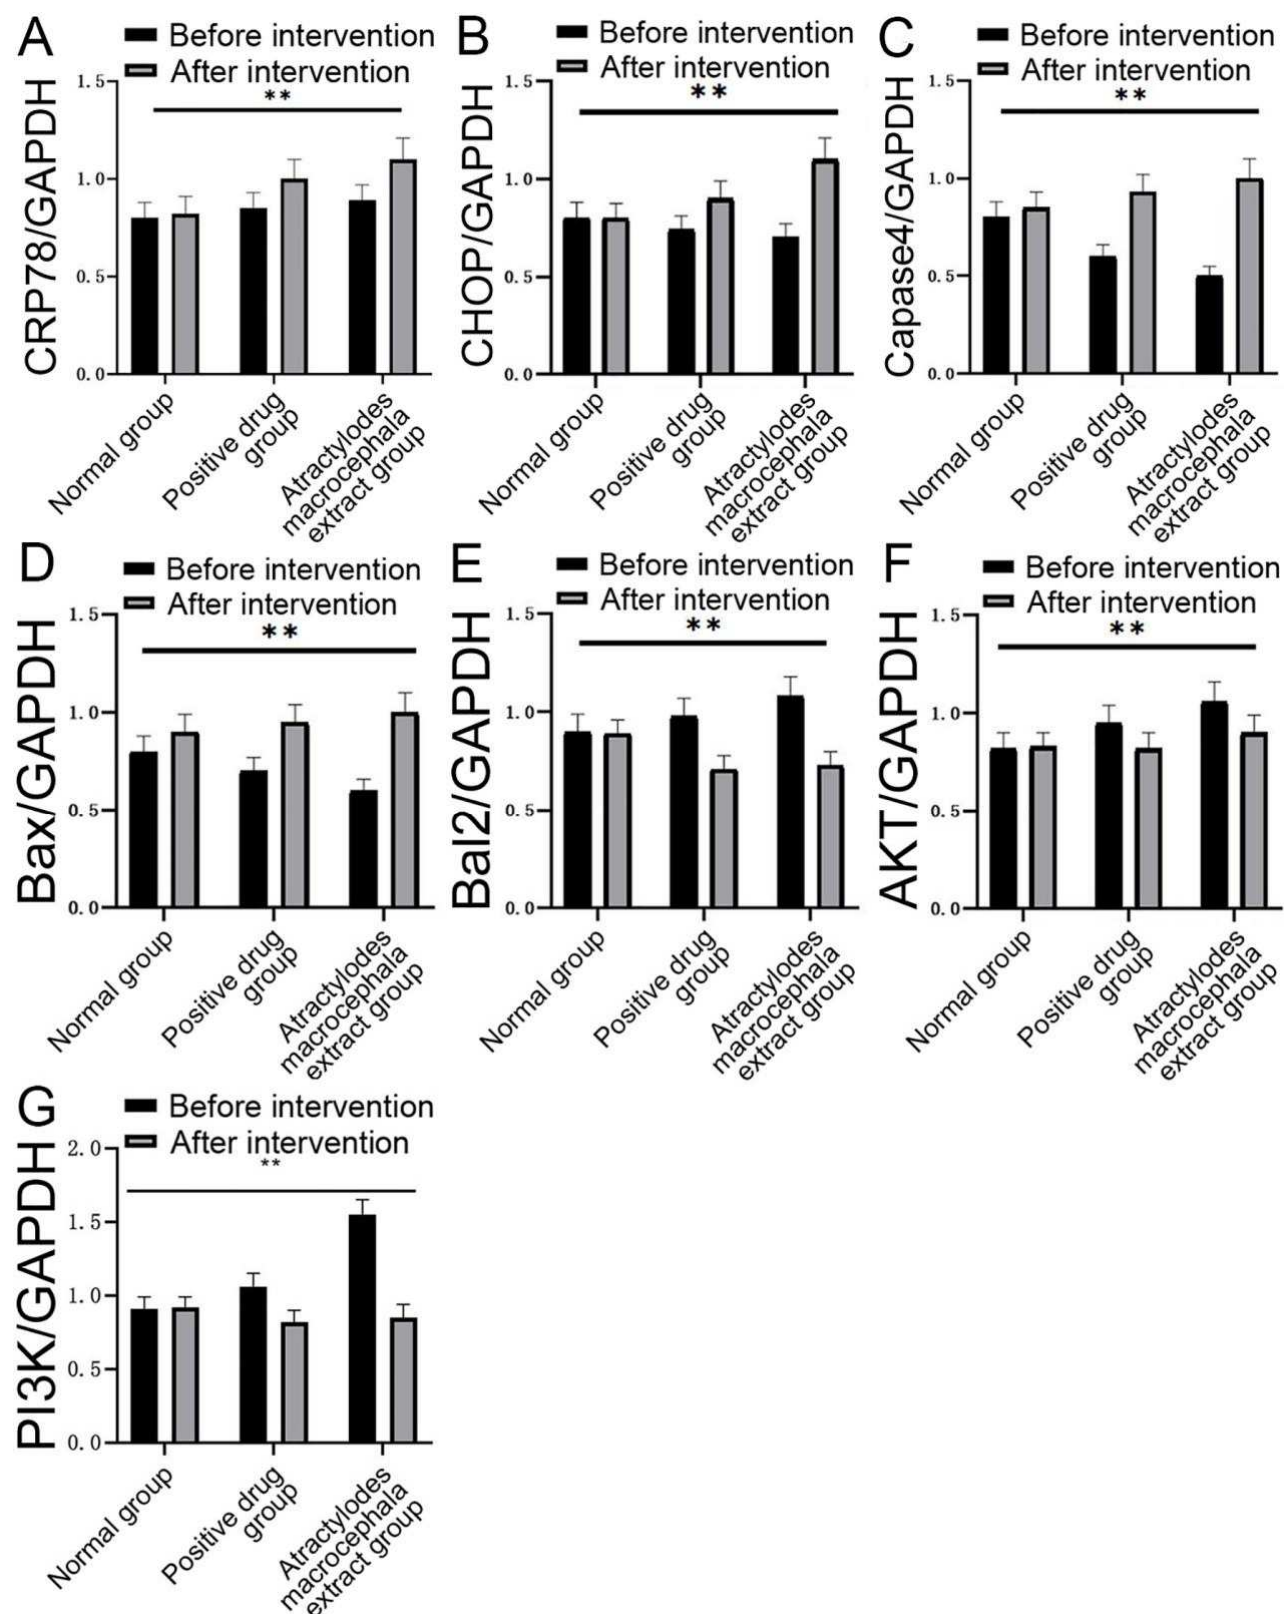 A
Before intervention
After intervention
**
CRP78/GAPDH
1.5
1.0
0.5
0.0
Normal group
Positive drug
group
Atractylodes
macrocephala
extract group
B
Before intervention
After intervention
**
CHOP/GAPDH
1.5
1.0
0.5
0.0
Normal group
Positive drug
group
Atractylodes
macrocephala
extract group
C
Before intervention
After intervention
**
Capase4/GAPDH
1.5
1.0
0.5
0.0
Normal group
Positive drug
group
Atractylodes
macrocephala
extract group
D
Before intervention
After intervention
**
Bax/GAPDH
1.5
1.0
0.5
0.0
Normal group
Positive drug
group
Atractylodes
macrocephala
extract group
E
Before intervention
After intervention
**
Bal2/GAPDH
1.5
1.0
0.5
0.0
Normal group
Positive drug
group
Atractylodes
macrocephala
extract group
F
Before intervention
After intervention
**
AKT/GAPDH
1.5
1.0
0.5
0.0
Normal group
Positive drug
group
Atractylodes
macrocephala
extract group
G
Before intervention
After intervention
**
PI3K/GAPDH
2.0
1.5
1.0
0.5
0.0
Normal group
Positive drug
group
Atractylodes
macrocephala
extract group